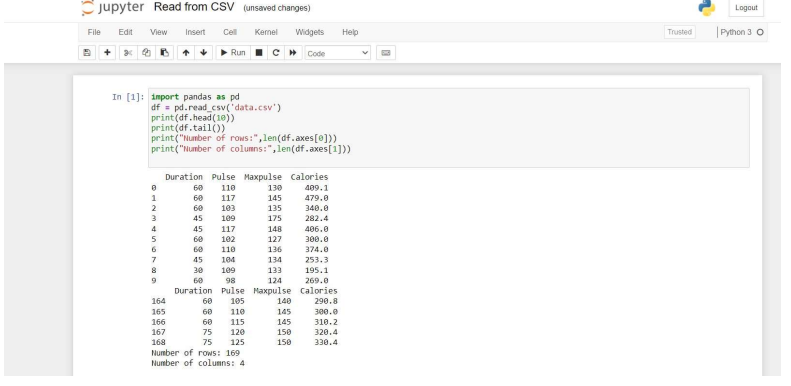 jupyter Read from CSV (unsaved changes) Logout
File Edit View Insert Cell Kernel Widgets Help Trusted Python 3
Run Code
In [1]: import pandas as pd
df = pd.read_csv('data.csv')
print(df.head(10))
print(df.tail())
print("Number of rows:",len(df.axes[0]))
print("Number of columns:",len(df.axes[1]))
Duration Pulse Maxpulse Calories
0 60 110 130 409.1
1 60 117 145 479.0
2 60 103 135 340.0
3 45 109 175 282.4
4 45 117 148 406.0
5 60 102 127 300.0
6 60 110 136 374.0
7 45 104 134 253.3
8 30 109 133 195.1
9 60 98 124 269.0
Duration Pulse Maxpulse Calories
164 60 105 140 290.8
165 60 110 145 300.0
166 60 115 145 310.2
167 75 120 150 320.4
168 75 125 150 330.4
Number of rows: 169
Number of columns: 4